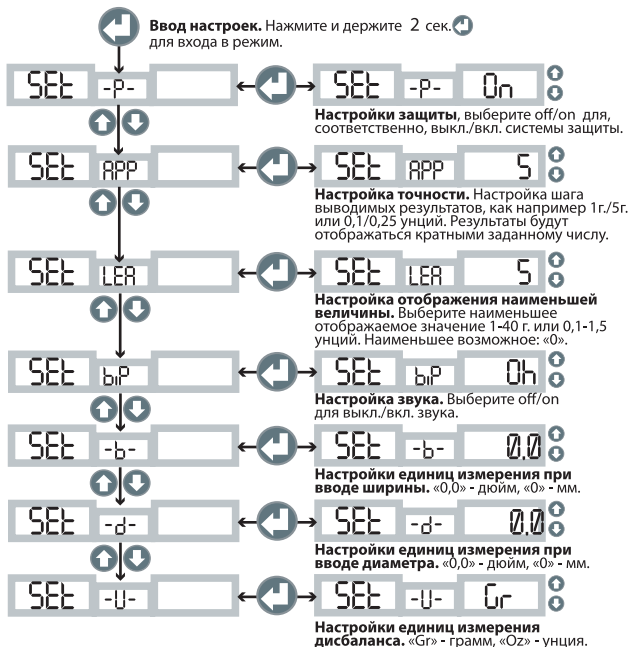 Ввод настроек. Нажмите и держите 2 сек.
для входа в режим.
SEt -P-
SEt -P- On
Настройки защиты, выберите off/on для,
соответственно, выкл./вкл. системы защиты.
SEt APP
SEt APP 5
Настройка точности. Настройка шага
выводимых результатов, как например 1г./5г.
или 0,1/0,25 унций. Результаты будут
отображаться кратными заданному числу.
SEt LEA
SEt LEA 5
Настройка отображения наименьшей
величины. Выберите наименьшее
отображаемое значение 1-40 г. или 0,1-1,5
унций. Наименьшее возможное: «0».
SEt biP
SEt biP Oh
Настройка звука. Выберите off/on
для выкл./вкл. звука.
SEt -b-
SEt -b- 0.0
Настройки единиц измерения при
вводе ширины. «0,0» - дюйм, «0» - мм.
SEt -d-
SEt -d- 0.0
Настройки единиц измерения при
вводе диаметра. «0,0» - дюйм, «0» - мм.
SEt -U-
SEt -U- Gr
Настройки единиц измерения
дисбаланса. «Gr» - грамм, «Oz» - унция.